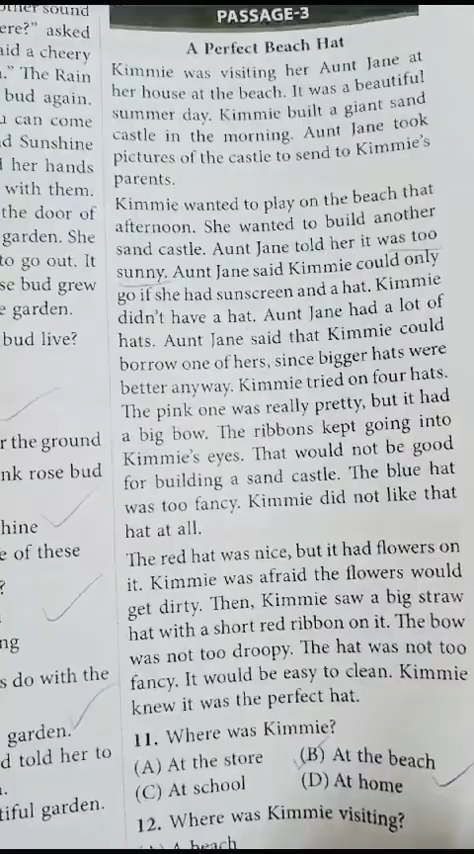 other sound
ere?" asked
aid a cheery
." The Rain
bud again.
u can come
d Sunshine
d her hands
with them.
the door of
garden. She
to go out. It
se bud grew
e garden.
bud live?
r the ground
nk rose bud
hine
e of these
?
ng
s do with the
garden.
d told her to
tiful garden.
PASSAGE-3
A Perfect Beach Hat
Kimmie was visiting her Aunt Jane at
her house at the beach. It was a beautiful
summer day. Kimmie built a giant sand
castle in the morning. Aunt Jane took
pictures of the castle to send to Kimmie's
parents.
Kimmie wanted to play on the beach that
afternoon. She wanted to build another
sand castle. Aunt Jane told her it was too
sunny. Aunt Jane said Kimmie could only
go if she had sunscreen and a hat. Kimmie
didn't have a hat. Aunt Jane had a lot of
hats. Aunt Jane said that Kimmie could
borrow one of hers, since bigger hats were
better anyway. Kimmie tried on four hats.
The pink one was really pretty, but it had
a big bow. The ribbons kept going into
Kimmie's eyes. That would not be good
for building a sand castle. The blue hat
was too fancy. Kimmie did not like that
hat at all.
The red hat was nice, but it had flowers on
it. Kimmie was afraid the flowers would
get dirty. Then, Kimmie saw a big straw
hat with a short red ribbon on it. The bow
was not too droopy. The hat was not too
fancy. It would be easy to clean. Kimmie
knew it was the perfect hat.
11. Where was Kimmie?
(A) At the store (B) At the beach
(C) At school (D) At home
12. Where was Kimmie visiting?
(A) A beach